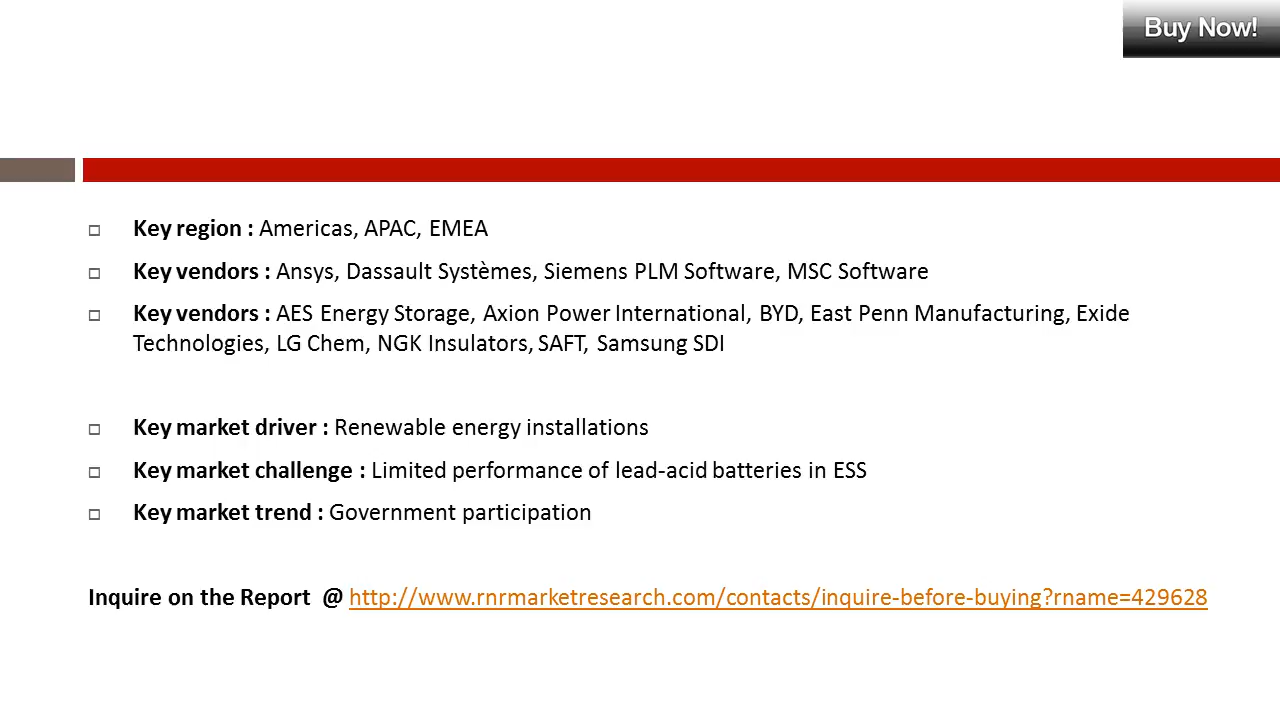 Buy Now!
Key region : Americas, APAC, EMEA
Key vendors : Ansys, Dassault Systèmes, Siemens PLM Software, MSC Software
Key vendors : AES Energy Storage, Axion Power International, BYD, East Penn Manufacturing, Exide
Technologies, LG Chem, NGK Insulators, SAFT, Samsung SDI
Key market driver : Renewable energy installations
Key market challenge : Limited performance of lead-acid batteries in ESS
Key market trend : Government participation
Inquire on the Report @ http://www.rnrmarketresearch.com/contacts/inquire-before-buying?rname=429628